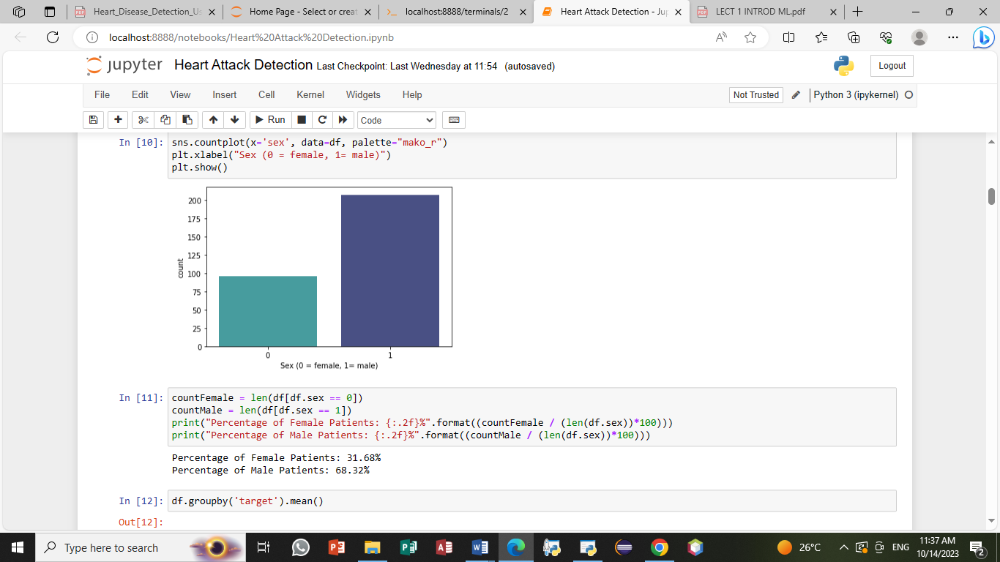 Heart_Disease_Detection_Us
Home Page - Select or creat
localhost:8888/terminals/2
Heart Attack Detection - Jup
LECT 1 INTROD ML.pdf
localhost:8888/notebooks/Heart%20Attack%20Detection.ipynb
jupyter Heart Attack Detection Last Checkpoint: Last Wednesday at 11:54 (autosaved)
Logout
File Edit View Insert Cell Kernel Widgets Help
Not Trusted
Python 3 (ipykernel)
Run
Code
In [10]: sns.countplot(x='sex', data=df, palette="mako_r")
plt.xlabel("Sex (0 = female, 1= male)")
plt.show()
200
175
150
125
100
75
50
25
0
count
0 1
Sex (0 = female, 1= male)
In [11]: countFemale = len(df[df.sex == 0])
countMale = len(df[df.sex == 1])
print("Percentage of Female Patients: {:.2f}%".format((countFemale / (len(df.sex))*100)))
print("Percentage of Male Patients: {:.2f}%".format((countMale / (len(df.sex))*100)))
Percentage of Female Patients: 31.68%
Percentage of Male Patients: 68.32%
In [12]: df.groupby('target').mean()
Out[12]:
Type here to search
26°C
ENG
11:37 AM
10/14/2023
2